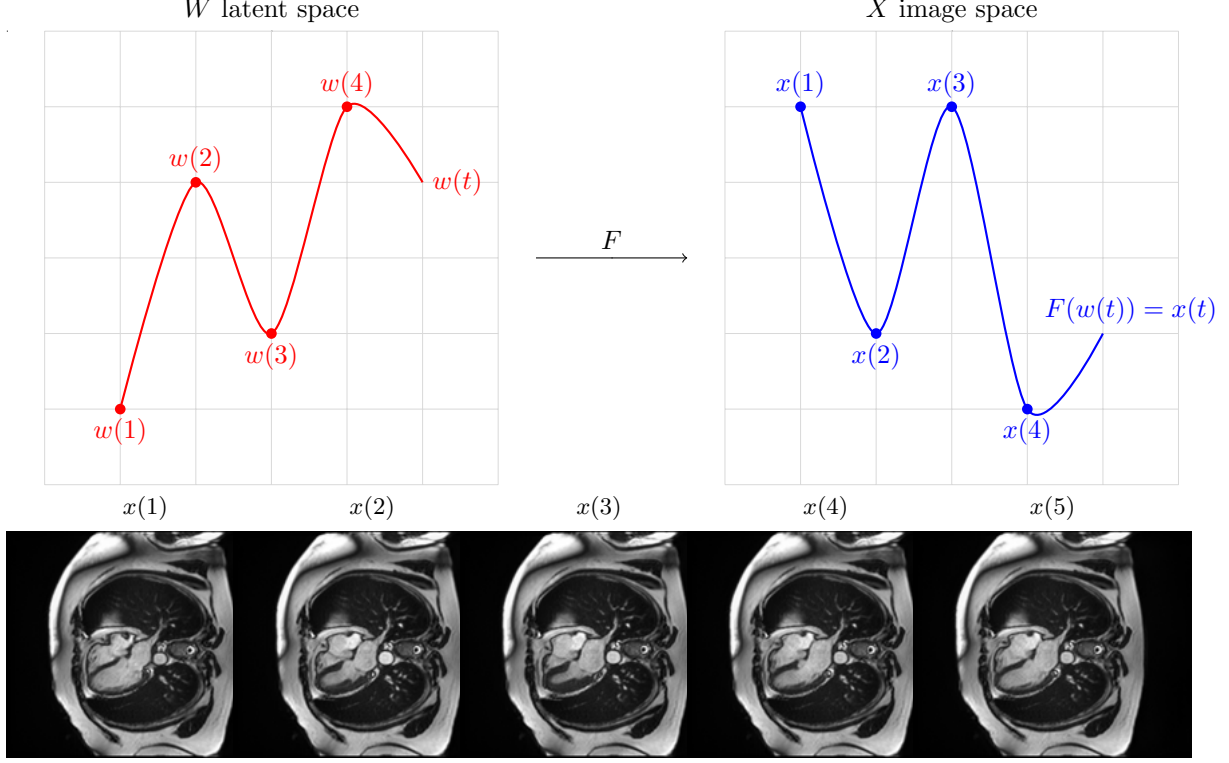 W latent space
X image space
w(4)
w(2)
w(t)
w(3)
w(1)
F
x(1)
x(3)
F(w(t)) = x(t)
x(2)
x(4)
x(1)
x(2)
x(3)
x(4)
x(5)